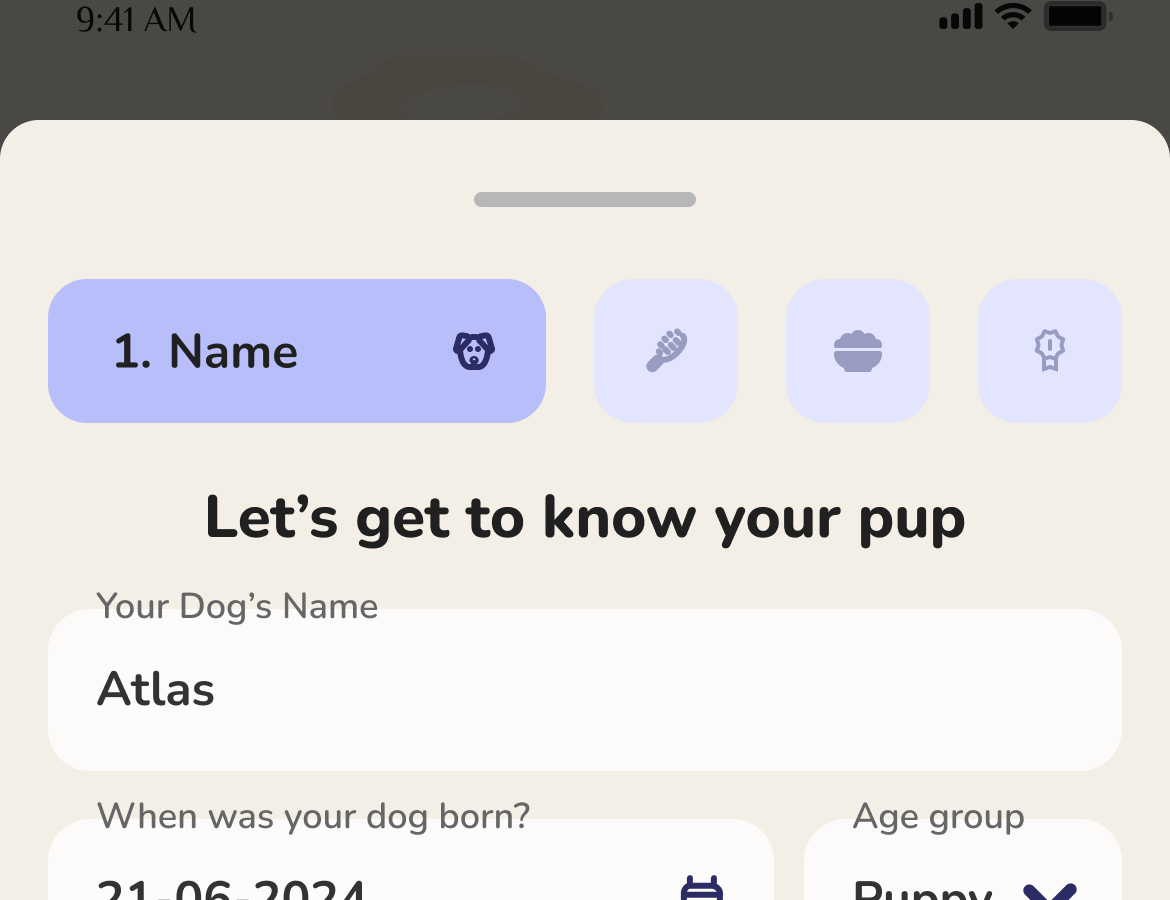 9:41 AM
1. Name
Let’s get to know your pup
Your Dog’s Name
Atlas
When was your dog born?
Age group
21-06-2024
Puppy